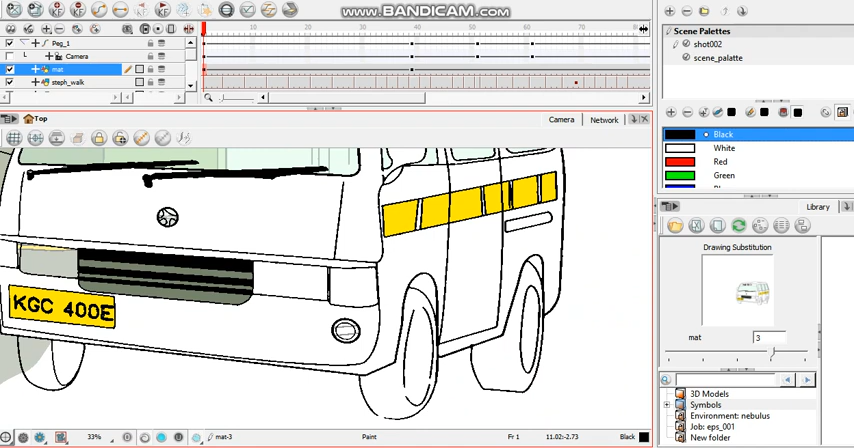 www.BANDICAM.com
10 20 30 40 50 60 70 80
Peg_1
Camera
mat
steph_walk
Top
Camera Network
KGC 400E
33%
mat-3
Paint
Fr 1
11.02:-2.73
Black
Scene Palettes
shot002
scene_palatte
Black
White
Red
Green
Library
Drawing Substitution
mat 3
3D Models
Symbols
Environment: nebulus
Job: eps_001
New folder